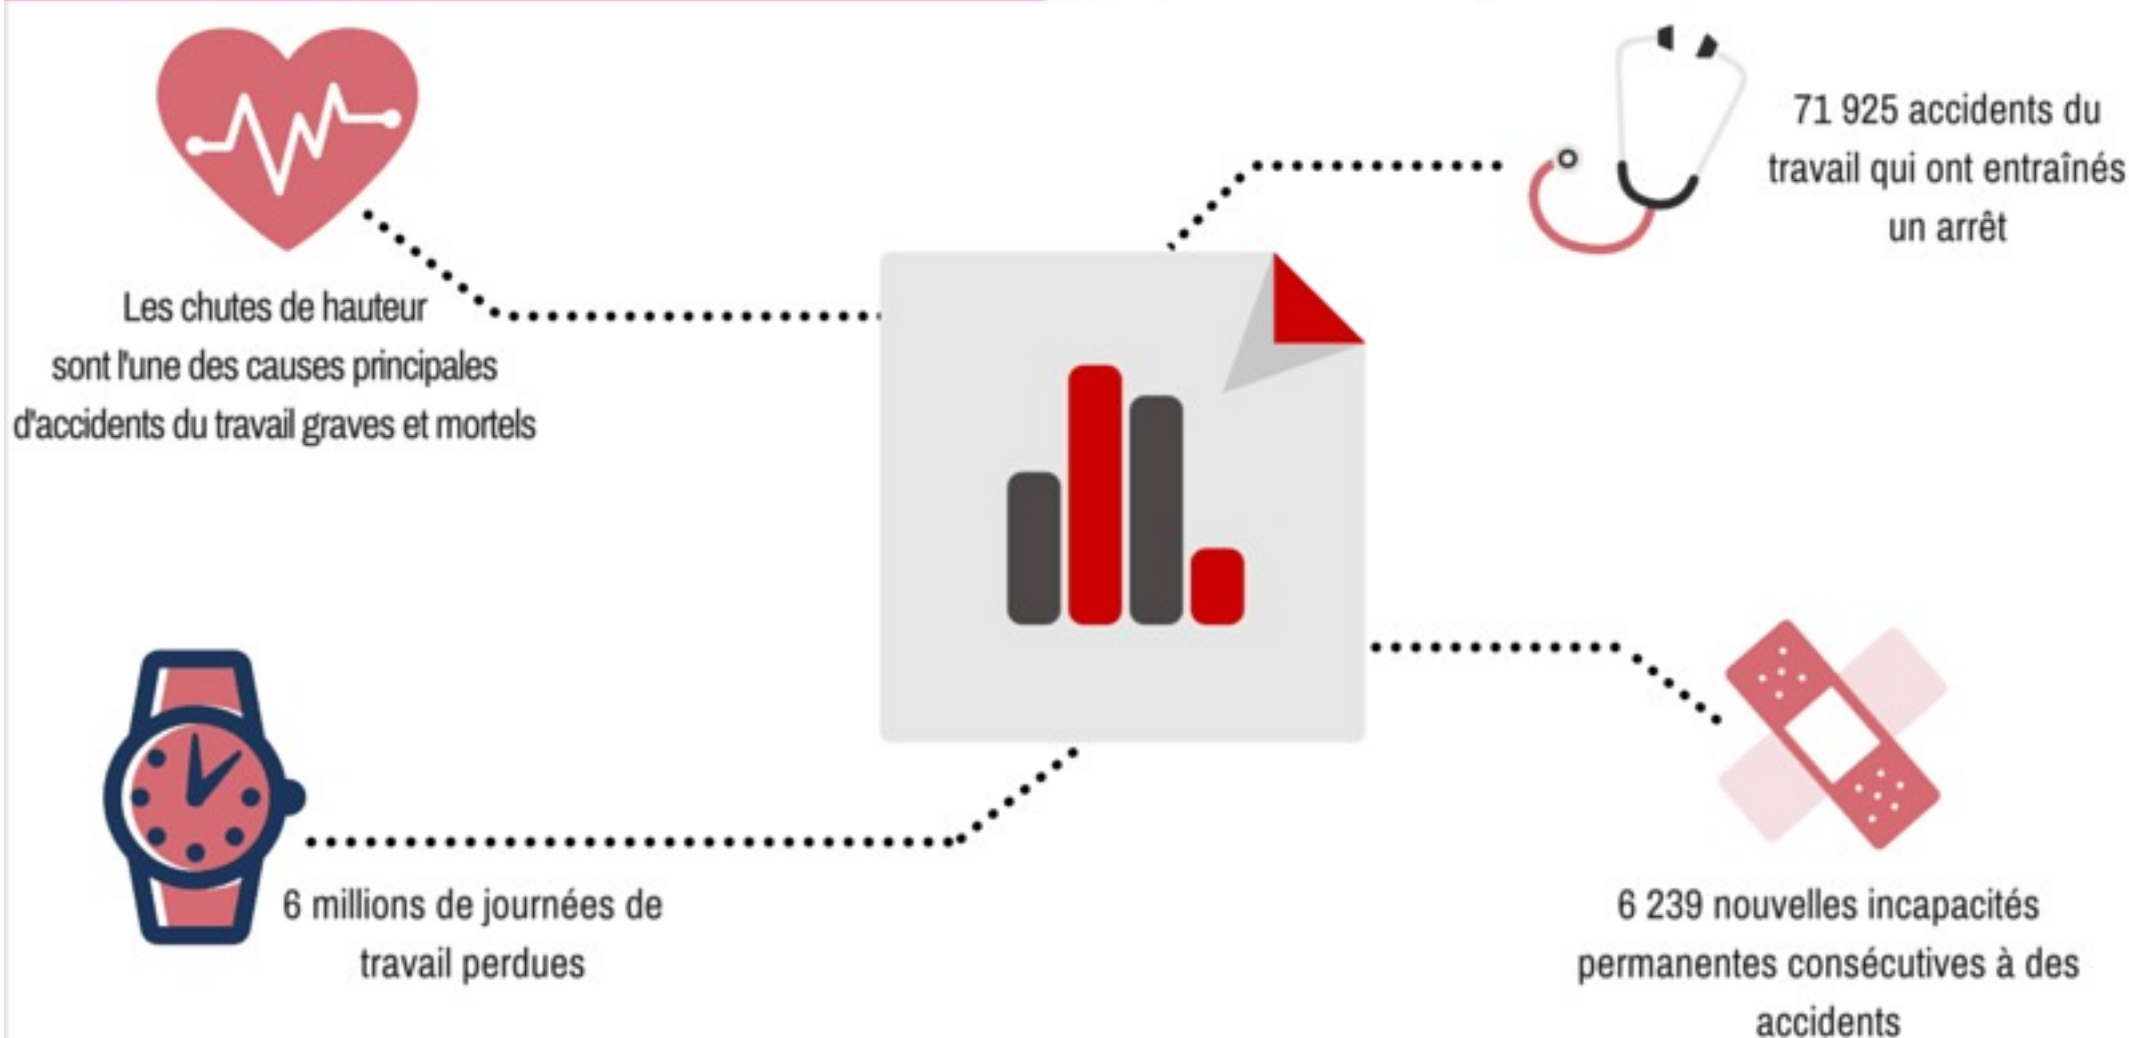 Les chutes de hauteur
sont l'une des causes principales
d'accidents du travail graves et mortels
71 925 accidents du
travail qui ont entraînés
un arrêt
6 millions de journées de
travail perdues
6 239 nouvelles incapacités
permanentes consécutives à des
accidents